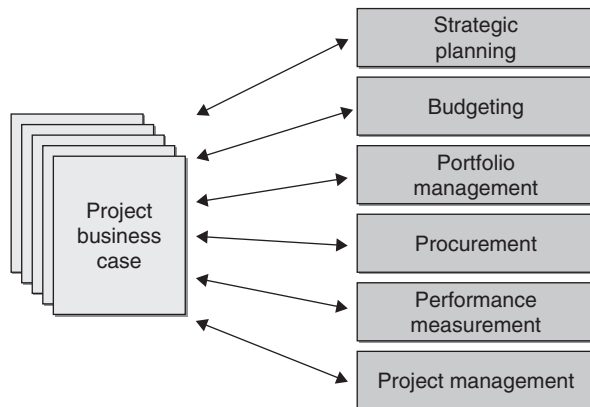 Project
business
case
Strategic
planning
Budgeting
Portfolio
management
Procurement
Performance
measurement
Project management